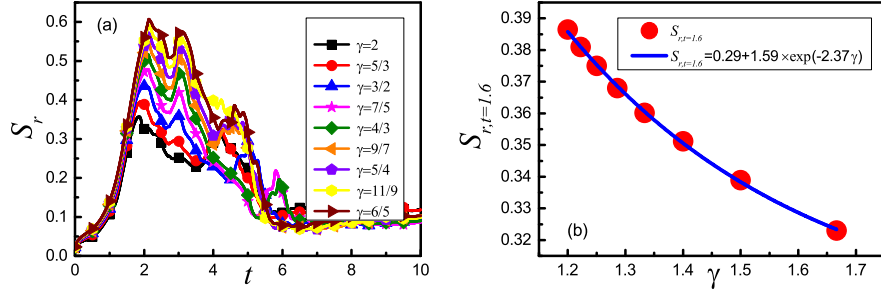 (a)
S_r
0.6
0.5
0.4
0.3
0.2
0.1
0.0
0 2 4 6 8 10
t
γ=2
γ=5/3
γ=3/2
γ=7/5
γ=4/3
γ=9/7
γ=5/4
γ=11/9
γ=6/5
(b)
S_{r,t=1.6}
0.39
0.38
0.37
0.36
0.35
0.34
0.33
0.32
1.2 1.3 1.4 1.5 1.6 1.7
γ
S_{r,t=1.6}
S_{r,t=1.6}=0.29+1.59×exp(-2.37γ)